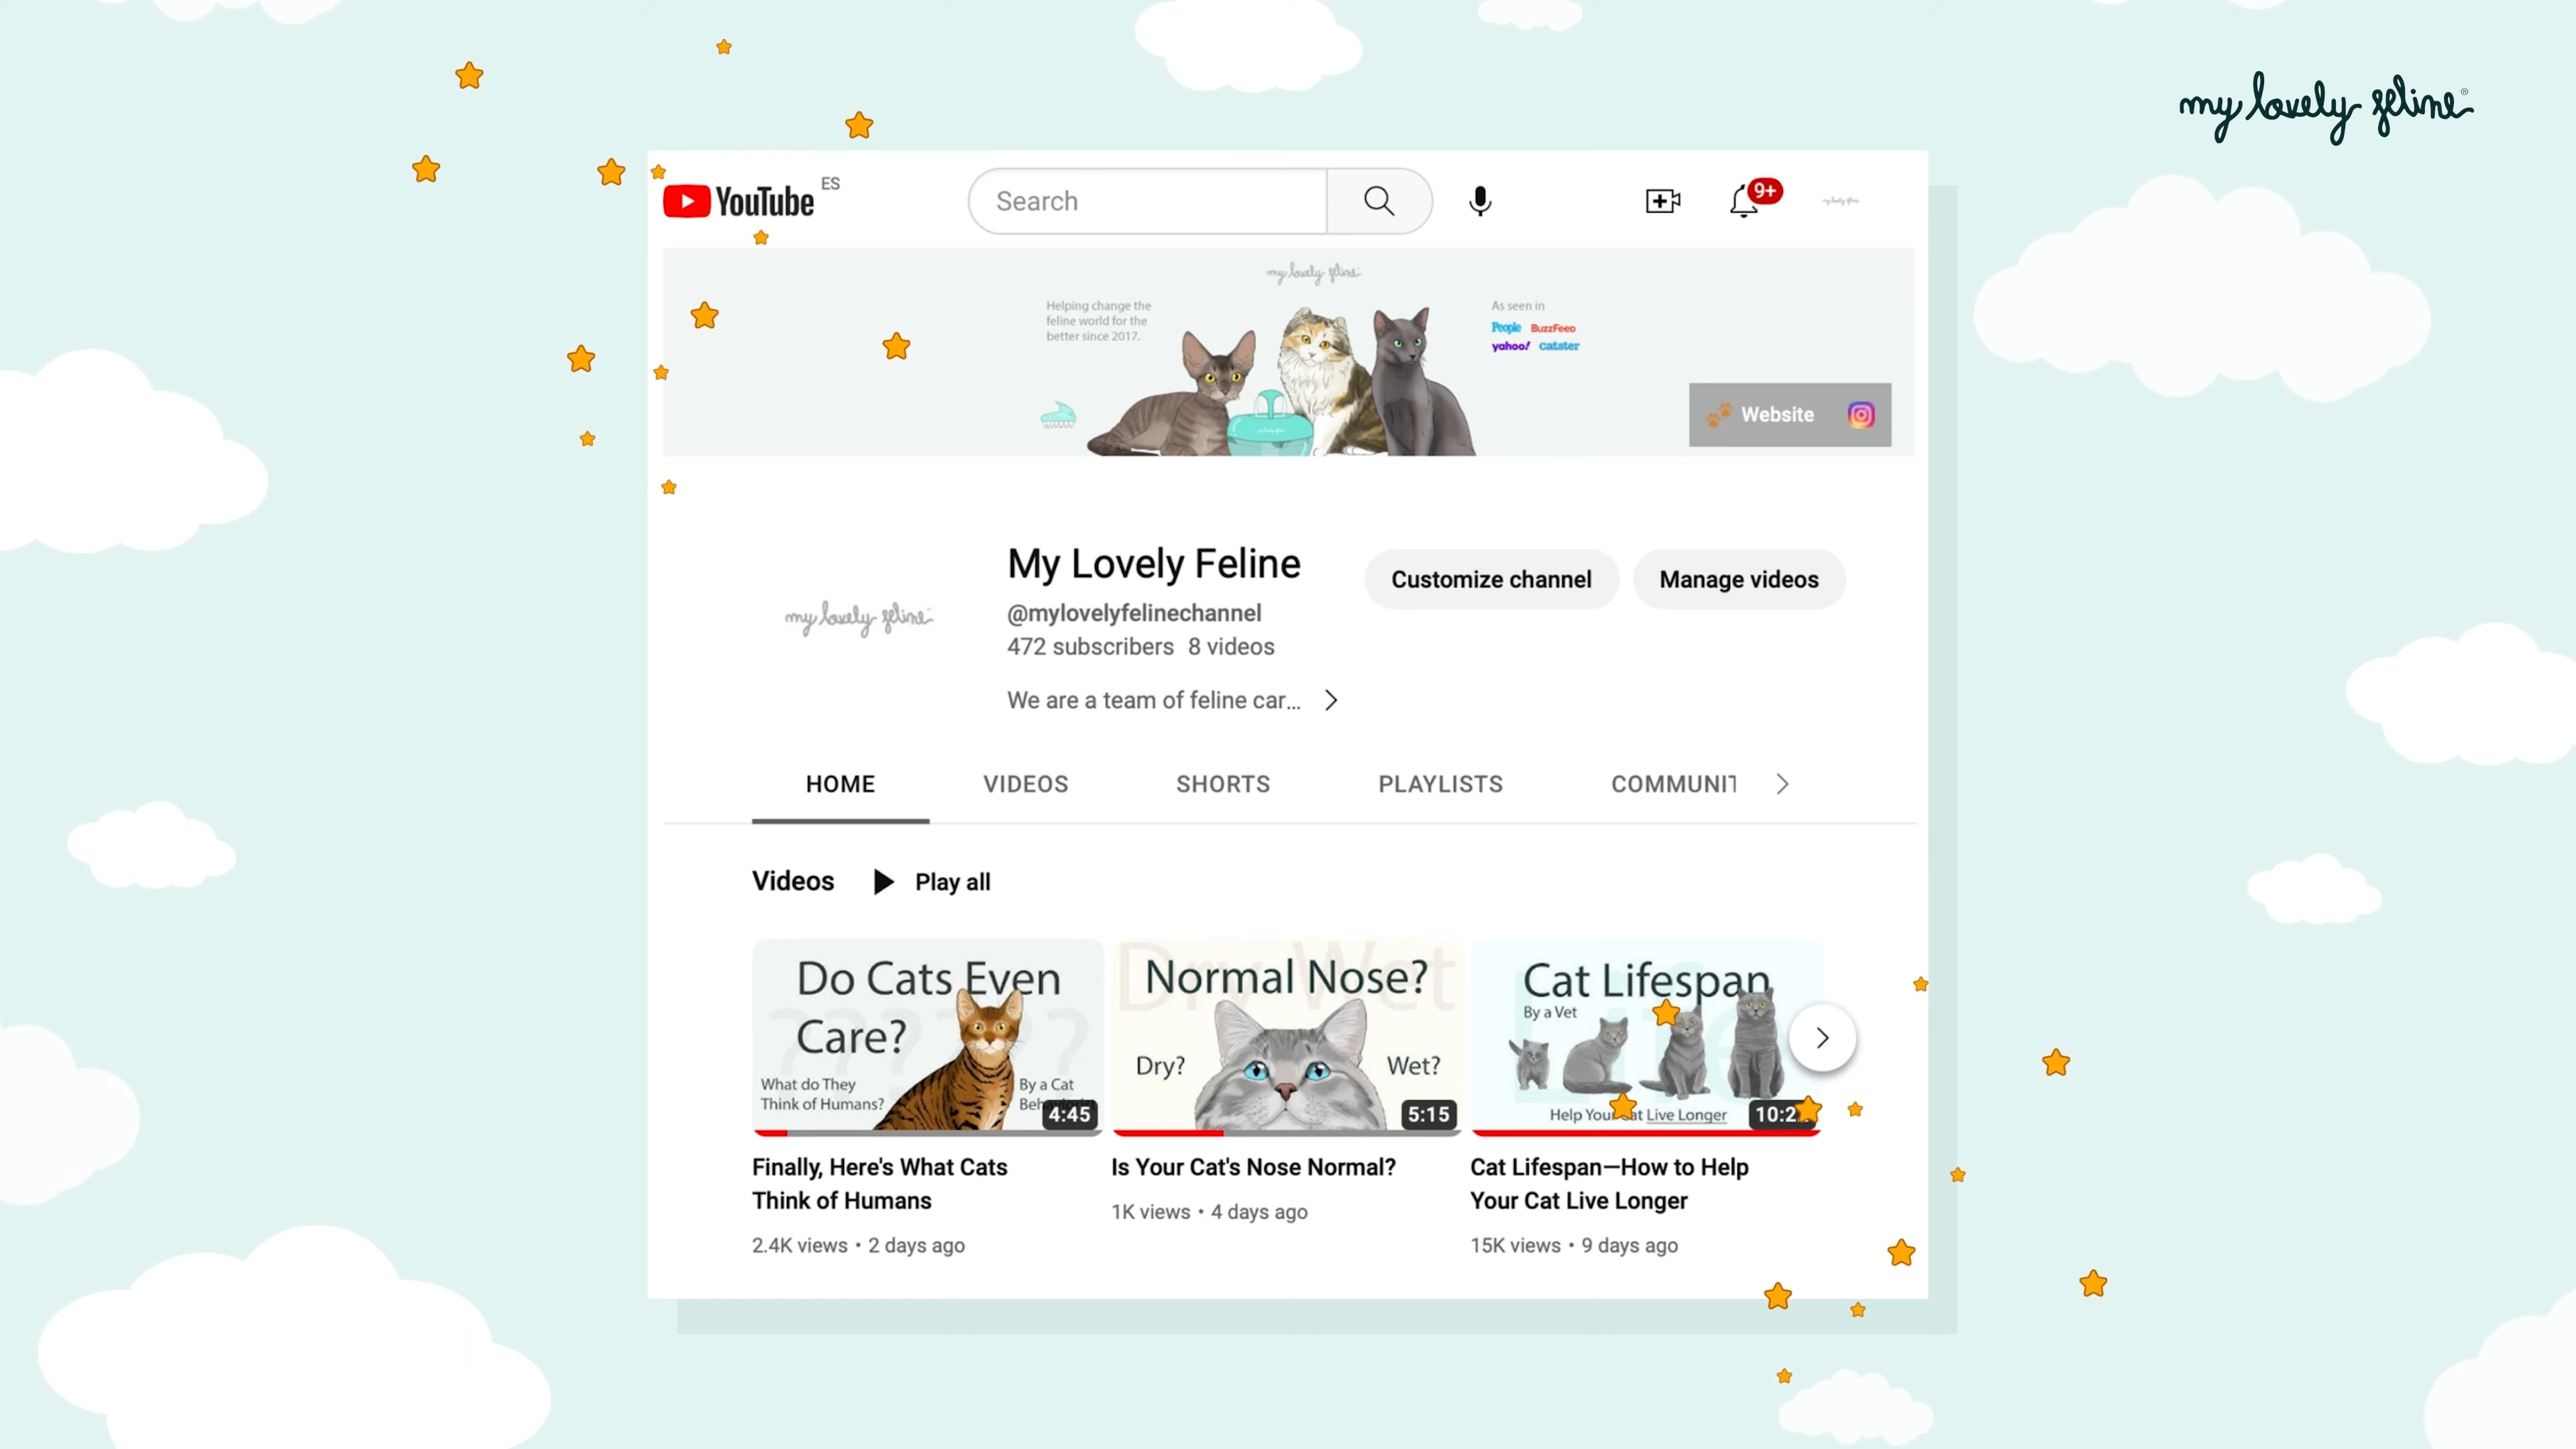 my lovely feline®
YouTube ES
Search
9+
my lovely feline
Helping change the
feline world for the
better since 2017.
As seen in
People BuzzFeed
yahoo! catster
Website
My Lovely Feline
Customize channel
Manage videos
@mylovelyfelinechannel
my lovely feline
472 subscribers 8 videos
We are a team of feline car...
HOME
VIDEOS
SHORTS
PLAYLISTS
COMMUNIT
Videos
Play all
Do Cats Even
Care?
What do They
Think of Humans?
By a Cat
4:45
Dry Wet
Normal Nose?
Dry?
Wet?
5:15
Life
Cat Lifespan
By a Vet
Help Your Cat Live Longer
Finally, Here's What Cats
Think of Humans
2.4K views • 2 days ago
Is Your Cat's Nose Normal?
1K views • 4 days ago
Cat Lifespan—How to Help
Your Cat Live Longer
15K views • 9 days ago